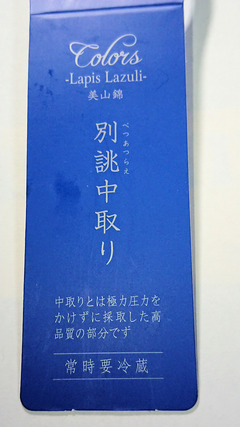 Colors
-Lapis Lazuli-
美山錦
別誂中取り
べつあつらえ
中取りとは極力圧力を
かけずに採取した高
品質の部分です
常時要冷蔵